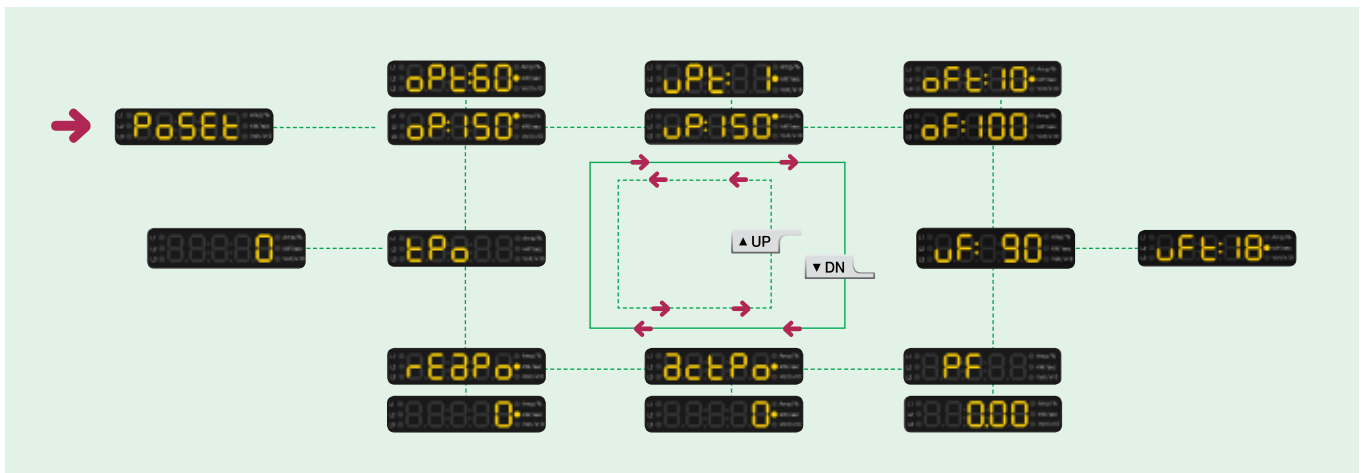 oPt:60
uPt: 1
oFt:10
PoSEt
oP:150
uP:150
oF:100
0
tPo
▲ UP
▼ DN
uF: 90
uFt:18
rEaPo
actPo
PF
0
0
0.00